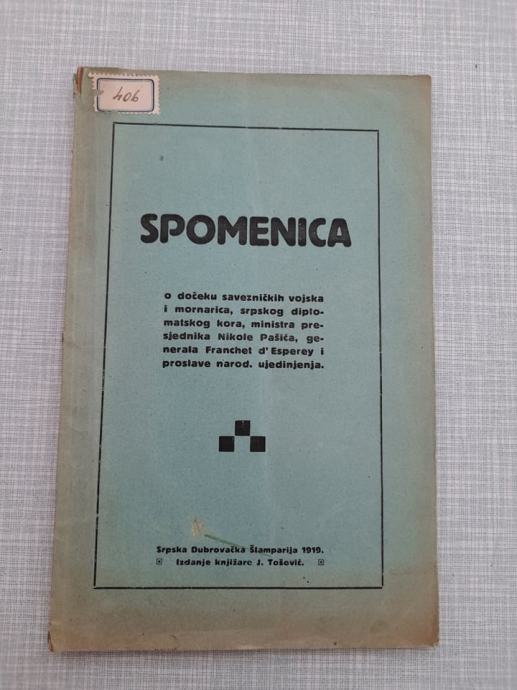 406
SPOMENICA
o dočeku savezničkih vojska
i mornarica, srpskog diplo-
matskog kora, ministra pre-
sjednika Nikole Pašića, ge-
nerala Franchet d'Esperey i
proslave narod. ujedinjenja.
Srpska Dubrovačka Štamparija 1919.
Izdanje knjižare J. Tošović.